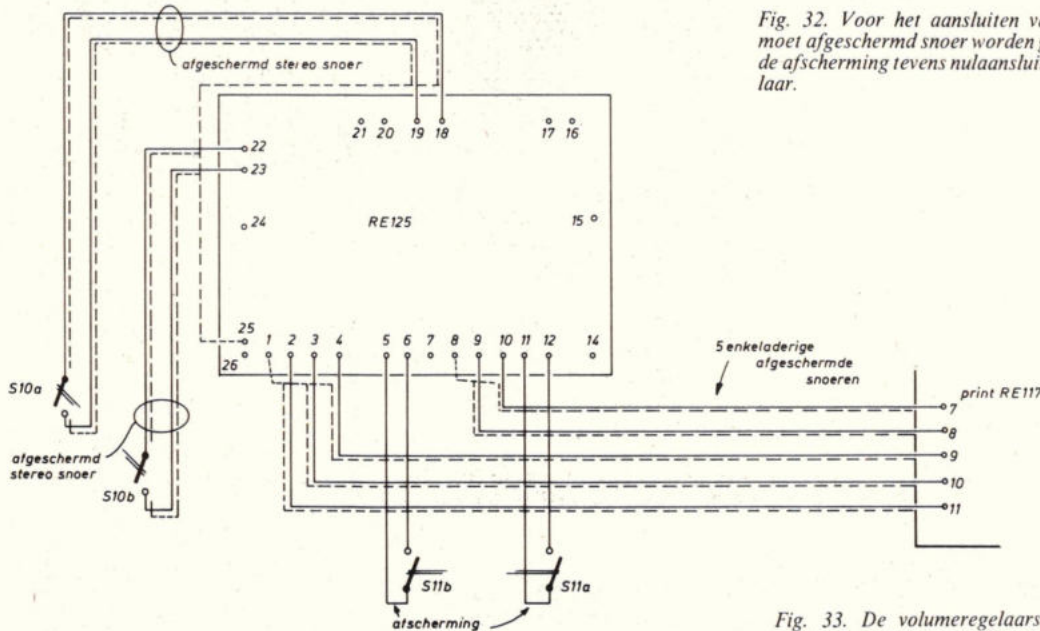 Fig. 32. Voor het aansluiten
moet afgeschermd snoer worden
de afscherming tevens
laar.
afgeschermd stereo snoer
21 20 19 18 17 16
22
23
24
RE125
15
25
26
1 2 3 4 5 6 7 8 9 10 11 12 14
5 enkeladerige
afgeschermde
snoeren
print RE117
7
8
9
10
11
S10a
afgeschermd
stereo snoer
S10b
S11b
S11a
afscherming
Fig. 33. De volumeregelaars